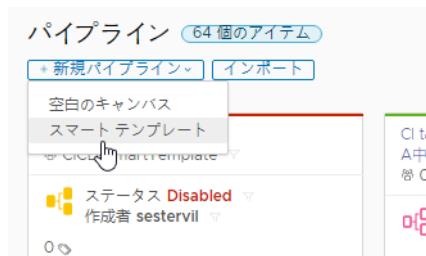 パイプライン 64 個のアイテム
+ 新規パイプライン インポート
空白のキャンバス
スマート テンプレート
CI t
A中
ステータス Disabled
作成者 sestervil
0